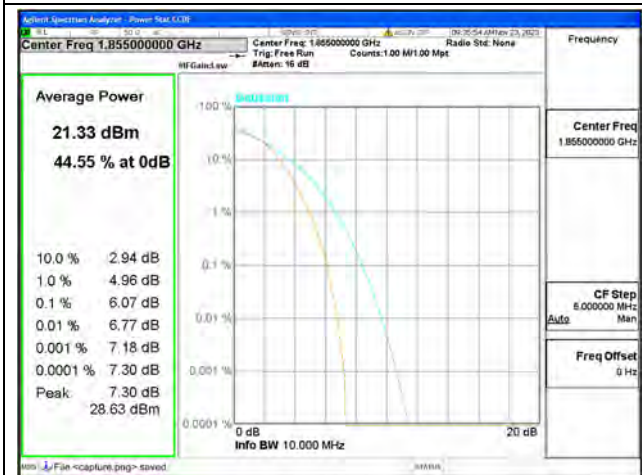 Agilent Spectrum Analyzer - Power Stat CCDF
Center Freq 1.855000000 GHz
Center Freq: 1.855000000 GHz
Radio Std: None
Trig: Free Run
Counts:1.00 M/1.00 Mpt
#IFGain:Low
#Atten: 16 dB
Frequency
Average Power
21.33 dBm
44.55 % at 0dB
10.0 % 2.94 dB
1.0 % 4.96 dB
0.1 % 6.07 dB
0.01 % 6.77 dB
0.001 % 7.18 dB
0.0001 % 7.30 dB
Peak 7.30 dB
28.63 dBm
100 %
Gaussian
10 %
1 %
0.1 %
0.01 %
0.001 %
0.0001 %
0 dB
20 dB
Info BW 10.000 MHz
Center Freq
1.855000000 GHz
CF Step
6.000000 MHz
Auto Man
Freq Offset
0 Hz
MSG File <capture.png> saved
STATUS